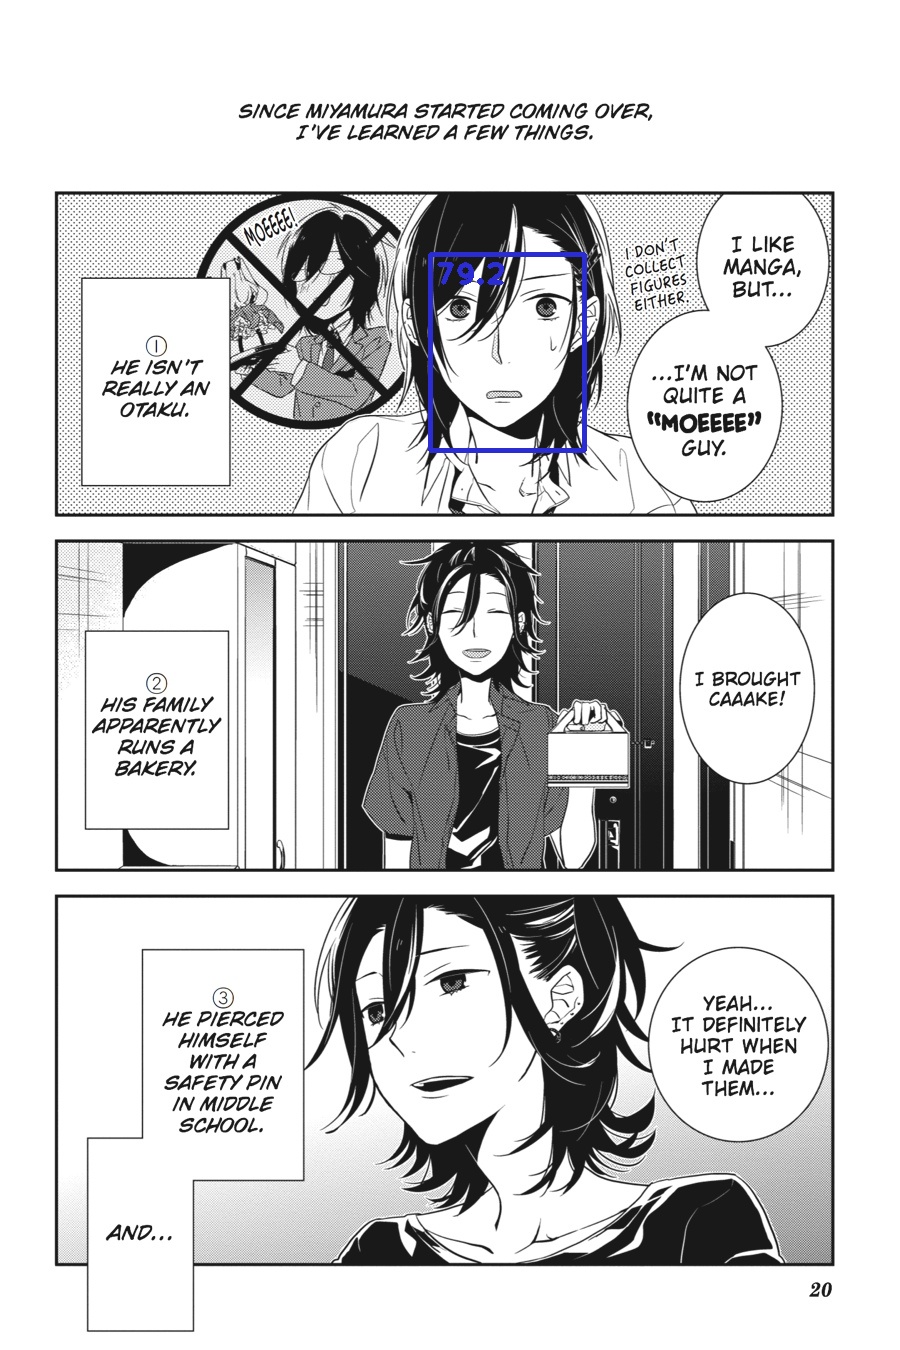 SINCE MIYAMURA STARTED COMING OVER,
I'VE LEARNED A FEW THINGS.
①
HE ISN'T
REALLY AN
OTAKU.
MOEEEE!
79.2
I DON'T
COLLECT
FIGURES
EITHER.
I LIKE
MANGA,
BUT...
...I'M NOT
QUITE A
“MOEEEE”
GUY.
②
HIS FAMILY
APPARENTLY
RUNS A
BAKERY.
I BROUGHT
CAAAKE!
③
HE PIERCED
HIMSELF
WITH A
SAFETY PIN
IN MIDDLE
SCHOOL.
YEAH...
IT DEFINITELY
HURT WHEN
I MADE
THEM...
AND...
20